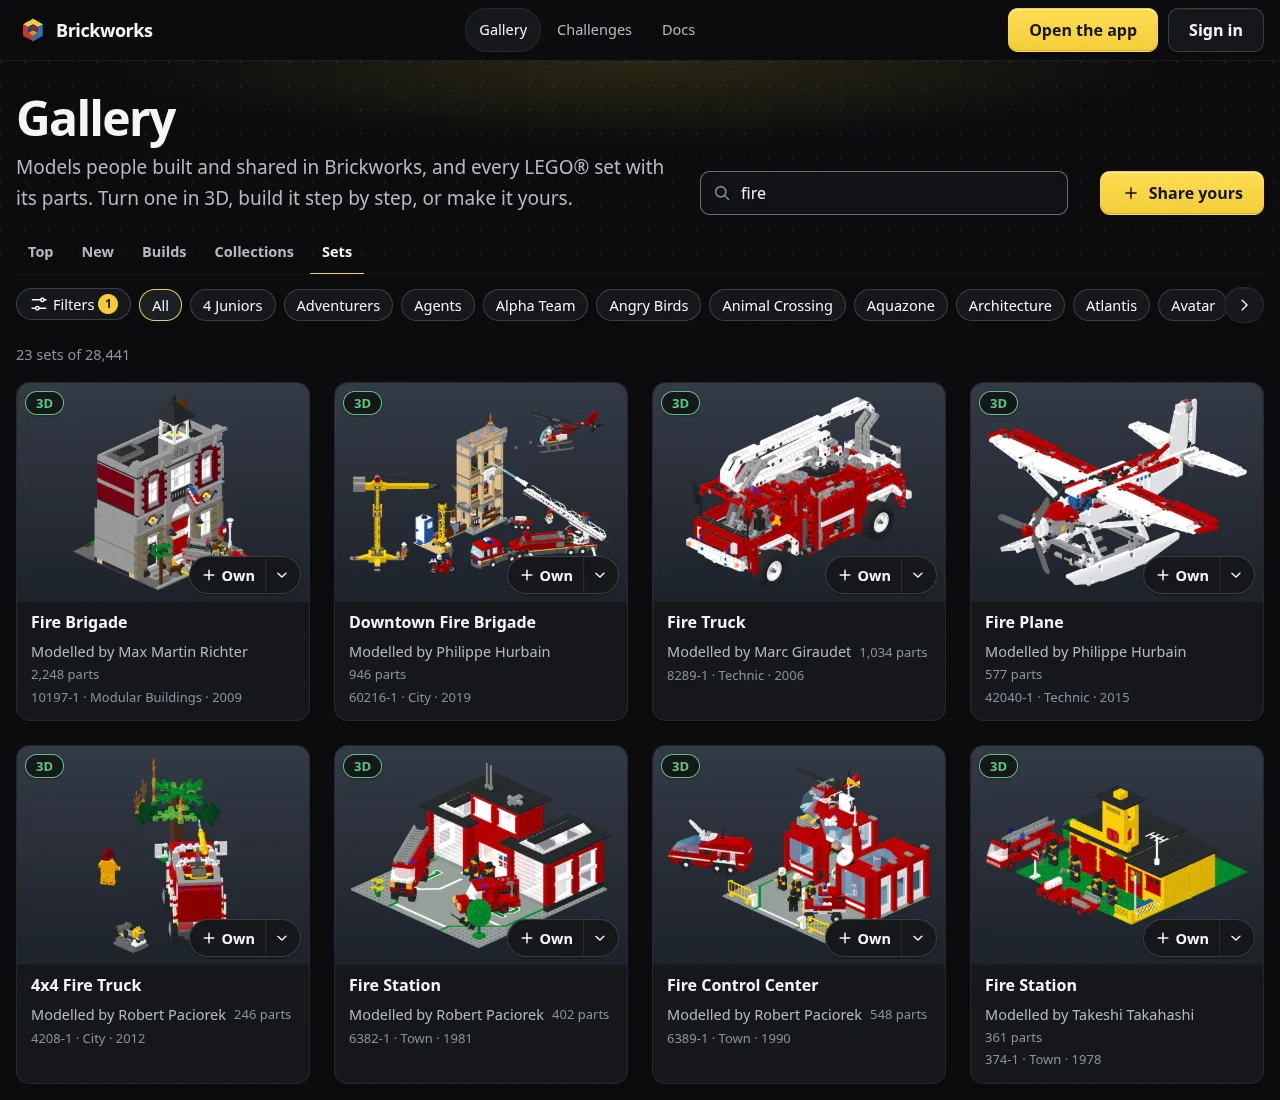 Brickworks
Gallery
Challenges
Docs
Open the app
Sign in
Gallery
Models people built and shared in Brickworks, and every LEGO® set with
its parts. Turn one in 3D, build it step by step, or make it yours.
fire
Share yours
Top
New
Builds
Collections
Sets
Filters 1
All
4 Juniors
Adventurers
Agents
Alpha Team
Angry Birds
Animal Crossing
Aquazone
Architecture
Atlantis
Avatar
23 sets of 28,441
3D
+ Own
Fire Brigade
Modelled by Max Martin Richter
2,248 parts
10197-1 · Modular Buildings · 2009
3D
+ Own
Downtown Fire Brigade
Modelled by Philippe Hurbain
946 parts
60216-1 · City · 2019
3D
+ Own
Fire Truck
Modelled by Marc Giraudet 1,034 parts
8289-1 · Technic · 2006
3D
+ Own
Fire Plane
Modelled by Philippe Hurbain
577 parts
42040-1 · Technic · 2015
3D
+ Own
4x4 Fire Truck
Modelled by Robert Paciorek 246 parts
4208-1 · City · 2012
3D
+ Own
Fire Station
Modelled by Robert Paciorek 402 parts
6382-1 · Town · 1981
3D
+ Own
Fire Control Center
Modelled by Robert Paciorek 548 parts
6389-1 · Town · 1990
3D
+ Own
Fire Station
Modelled by Takeshi Takahashi
361 parts
374-1 · Town · 1978